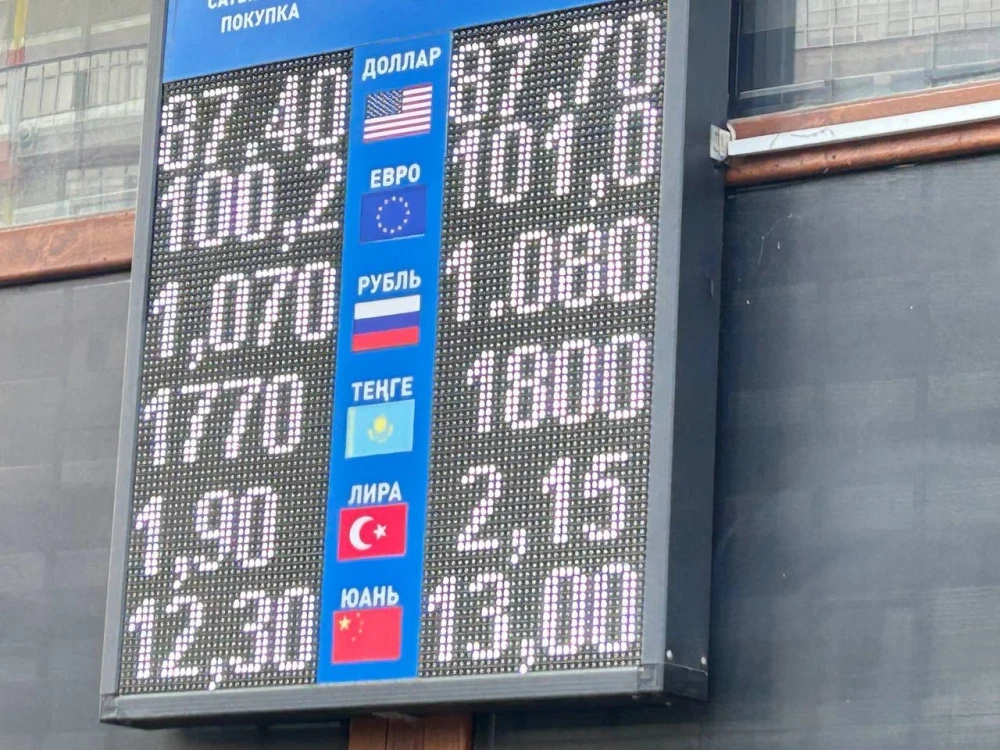 ПОКУПКА
87.40 ДОЛЛАР 87.70
100,2 ЕВРО 101,0
1,070 РУБЛЬ 1.080
1770 ТЕҢГЕ 1800
1,90 ЛИРА 2,15
12,30 ЮАНЬ 13,00